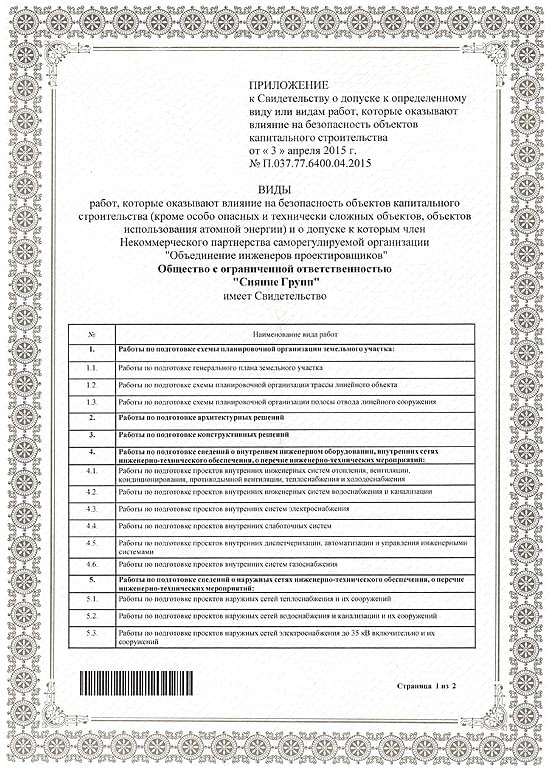 ПРИЛОЖЕНИЕ
к Свидетельству о допуске к определенному
виду или видам работ, которые оказывают
влияние на безопасность объектов
капитального строительства
от « 3 » апреля 2015 г.
№ П.037.77.6400.04.2015
ВИДЫ
работ, которые оказывают влияние на безопасность объектов капитального
строительства (кроме особо опасных и технически сложных объектов, объектов
использования атомной энергии) и о допуске к которым член
Некоммерческого партнерства саморегулируемой организации
"Объединение инженеров проектировщиков"
Общество с ограниченной ответственностью
"Сияние Групп"
имеет Свидетельство
№ Наименование вида работ
1. Работы по подготовке схемы планировочной организации земельного участка:
1.1. Работы по подготовке генерального плана земельного участка
1.2. Работы по подготовке схемы планировочной организации трассы линейного объекта
1.3. Работы по подготовке схемы планировочной организации полосы отвода линейного сооружения
2. Работы по подготовке архитектурных решений
3. Работы по подготовке конструктивных решений
4. Работы по подготовке сведений о внутреннем инженерном оборудовании, внутренних сетях
инженерно-технического обеспечения, о перечне инженерно-технических мероприятий:
4.1. Работы по подготовке проектов внутренних инженерных систем отопления, вентиляции,
кондиционирования, противодымной вентиляции, теплоснабжения и холодоснабжения
4.2. Работы по подготовке проектов внутренних инженерных систем водоснабжения и канализации
4.3. Работы по подготовке проектов внутренних систем электроснабжения
4.4. Работы по подготовке проектов внутренних слаботочных систем
4.5. Работы по подготовке проектов внутренних диспетчеризации, автоматизации и управления инженерными
системами
4.6. Работы по подготовке проектов внутренних систем газоснабжения
5. Работы по подготовке сведений о наружных сетях инженерно-технического обеспечения, о перечне
инженерно-технических мероприятий:
5.1. Работы по подготовке проектов наружных сетей теплоснабжения и их сооружений
5.2. Работы по подготовке проектов наружных сетей водоснабжения и канализации и их сооружений
5.3. Работы по подготовке проектов наружных сетей электроснабжения до 35 кВ включительно и их
сооружений
Страница 1 из 2